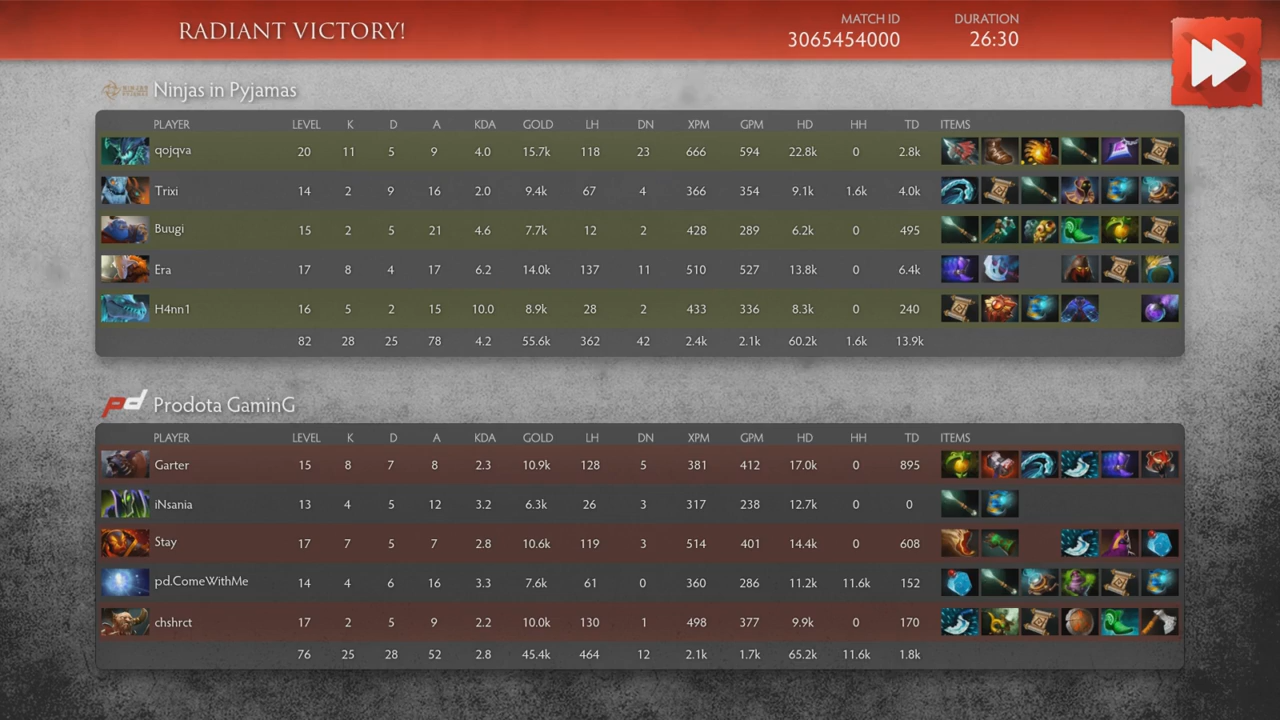 RADIANT VICTORY!
MATCH ID DURATION
3065454000 26:30
Ninjas in Pyjamas
PLAYER LEVEL K D A KDA GOLD LH DN XPM GPM HD HH TD ITEMS
qojqva 20 11 5 9 4.0 15.7k 118 23 666 594 22.8k 0 2.8k
Trixi 14 2 9 16 2.0 9.4k 67 4 366 354 9.1k 1.6k 4.0k
Buugi 15 2 5 21 4.6 7.7k 12 2 428 289 6.2k 0 495
Era 17 8 4 17 6.2 14.0k 137 11 510 527 13.8k 0 6.4k
H4nn1 16 5 2 15 10.0 8.9k 28 2 433 336 8.3k 0 240
82 28 25 78 4.2 55.6k 362 42 2.4k 2.1k 60.2k 1.6k 13.9k
pd Prodota GaminG
PLAYER LEVEL K D A KDA GOLD LH DN XPM GPM HD HH TD ITEMS
Garter 15 8 7 8 2.3 10.9k 128 5 381 412 17.0k 0 895
iNsania 13 4 5 12 3.2 6.3k 26 3 317 238 12.7k 0 0
Stay 17 7 5 7 2.8 10.6k 119 3 514 401 14.4k 0 608
pd.ComeWithMe 14 4 6 16 3.3 7.6k 61 0 360 286 11.2k 11.6k 152
chshrct 17 2 5 9 2.2 10.0k 130 1 498 377 9.9k 0 170
76 25 28 52 2.8 45.4k 464 12 2.1k 1.7k 65.2k 11.6k 1.8k